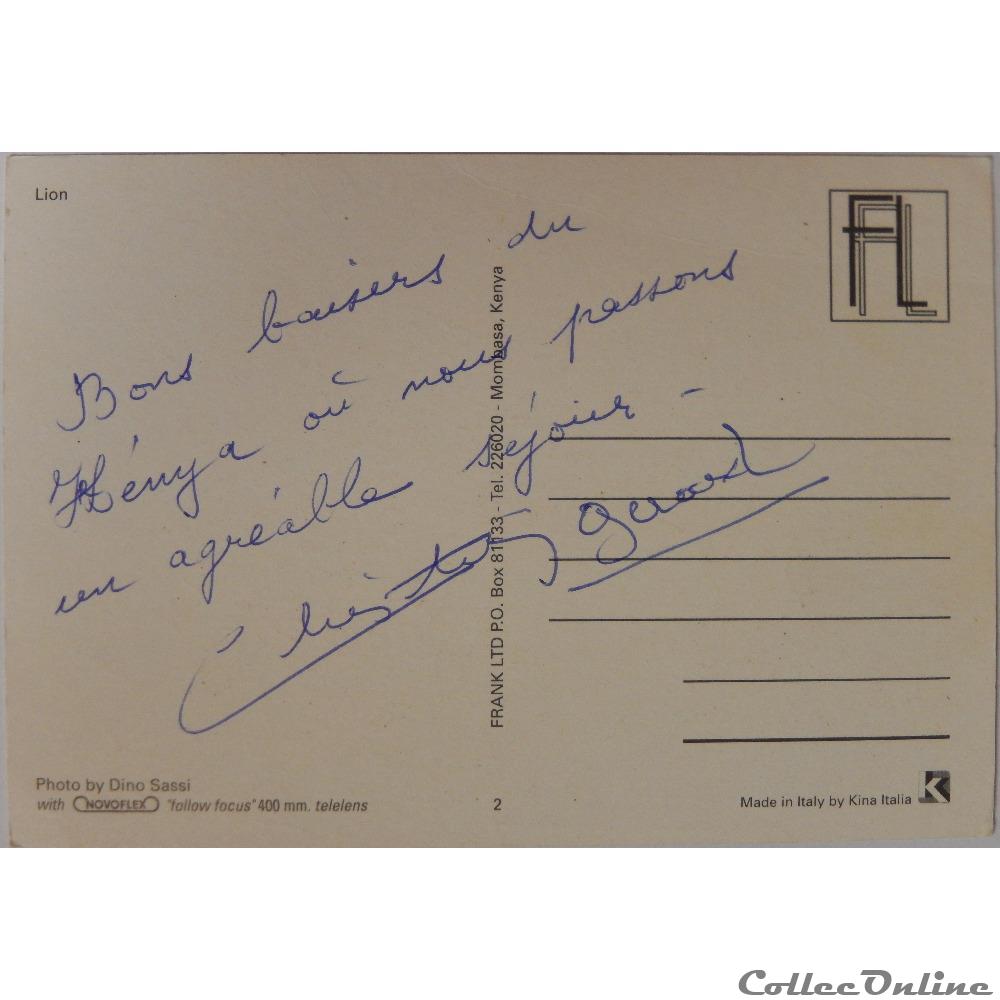 Lion
FL
Bons baisers du
Kénya où nous passons
un agréable séjour -
FRANK LTD P.O. Box 81133 - Tel. 226020 - Mombasa, Kenya
Photo by Dino Sassi
with NOVOFLEX "follow focus" 400 mm. telelens
2
Made in Italy by Kina Italia
K
CollecOnline